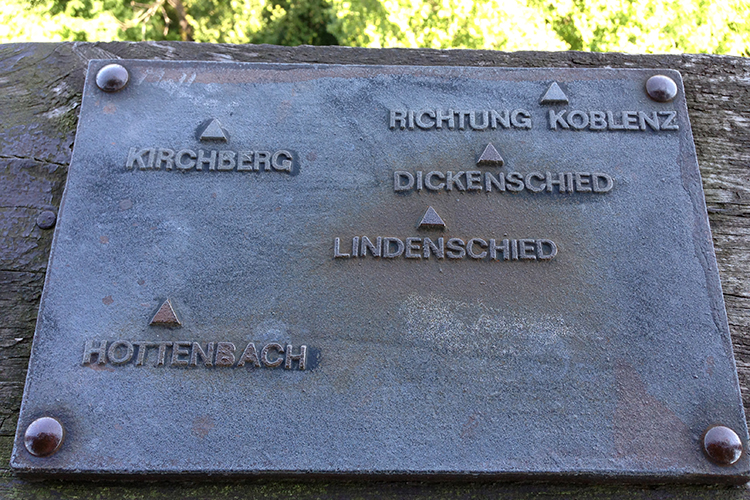 RICHTUNG KOBLENZ
KIRCHBERG
DICKENSCHIED
LINDENSCHIED
HOTTENBACH